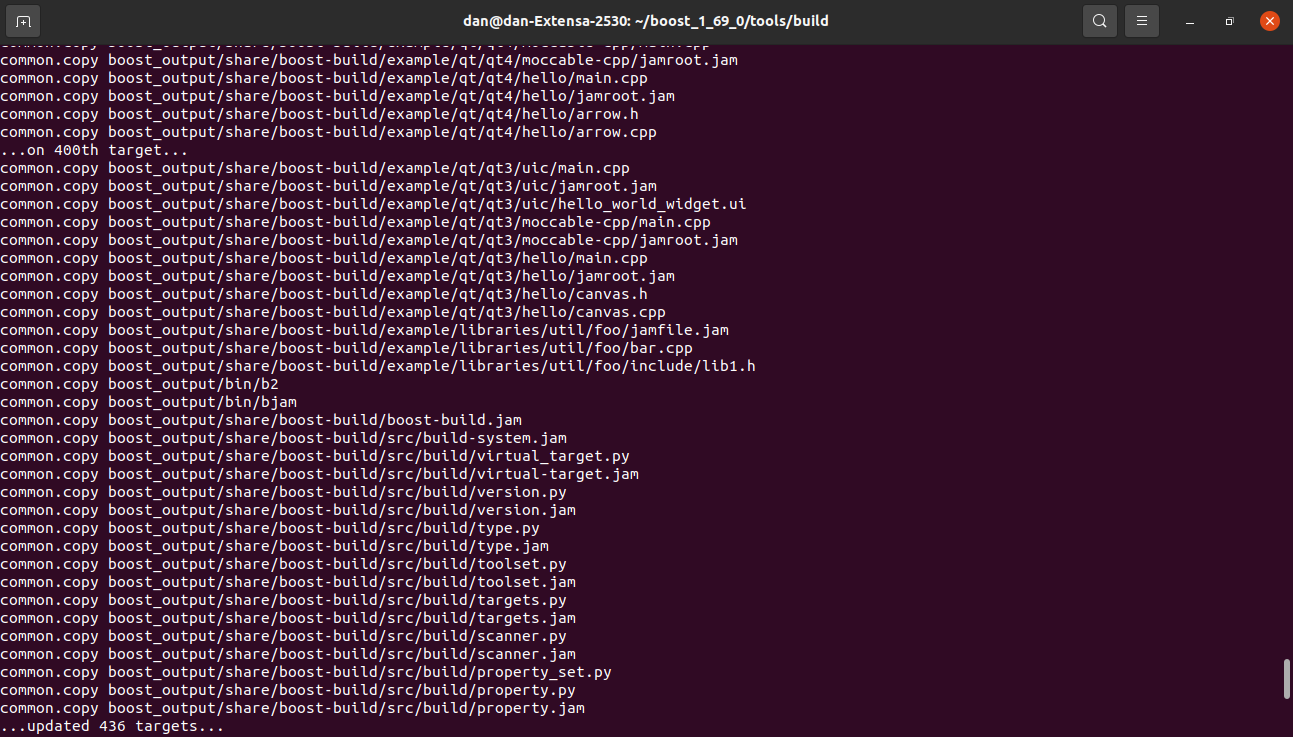 dan@dan-Extensa-2530: ~/boost_1_69_0/tools/build
common.copy boost_output/share/boost-build/example/qt/qt4/moccable-cpp/main.cpp
common.copy boost_output/share/boost-build/example/qt/qt4/moccable-cpp/jamroot.jam
common.copy boost_output/share/boost-build/example/qt/qt4/hello/main.cpp
common.copy boost_output/share/boost-build/example/qt/qt4/hello/jamroot.jam
common.copy boost_output/share/boost-build/example/qt/qt4/hello/arrow.h
common.copy boost_output/share/boost-build/example/qt/qt4/hello/arrow.cpp
...on 400th target...
common.copy boost_output/share/boost-build/example/qt/qt3/uic/main.cpp
common.copy boost_output/share/boost-build/example/qt/qt3/uic/jamroot.jam
common.copy boost_output/share/boost-build/example/qt/qt3/uic/hello_world_widget.ui
common.copy boost_output/share/boost-build/example/qt/qt3/moccable-cpp/main.cpp
common.copy boost_output/share/boost-build/example/qt/qt3/moccable-cpp/jamroot.jam
common.copy boost_output/share/boost-build/example/qt/qt3/hello/main.cpp
common.copy boost_output/share/boost-build/example/qt/qt3/hello/jamroot.jam
common.copy boost_output/share/boost-build/example/qt/qt3/hello/canvas.h
common.copy boost_output/share/boost-build/example/qt/qt3/hello/canvas.cpp
common.copy boost_output/share/boost-build/example/libraries/util/foo/jamfile.jam
common.copy boost_output/share/boost-build/example/libraries/util/foo/bar.cpp
common.copy boost_output/share/boost-build/example/libraries/util/foo/include/lib1.h
common.copy boost_output/bin/b2
common.copy boost_output/bin/bjam
common.copy boost_output/share/boost-build/boost-build.jam
common.copy boost_output/share/boost-build/src/build-system.jam
common.copy boost_output/share/boost-build/src/build/virtual_target.py
common.copy boost_output/share/boost-build/src/build/virtual-target.jam
common.copy boost_output/share/boost-build/src/build/version.py
common.copy boost_output/share/boost-build/src/build/version.jam
common.copy boost_output/share/boost-build/src/build/type.py
common.copy boost_output/share/boost-build/src/build/type.jam
common.copy boost_output/share/boost-build/src/build/toolset.py
common.copy boost_output/share/boost-build/src/build/toolset.jam
common.copy boost_output/share/boost-build/src/build/targets.py
common.copy boost_output/share/boost-build/src/build/targets.jam
common.copy boost_output/share/boost-build/src/build/scanner.py
common.copy boost_output/share/boost-build/src/build/scanner.jam
common.copy boost_output/share/boost-build/src/build/property_set.py
common.copy boost_output/share/boost-build/src/build/property.py
common.copy boost_output/share/boost-build/src/build/property.jam
...updated 436 targets...